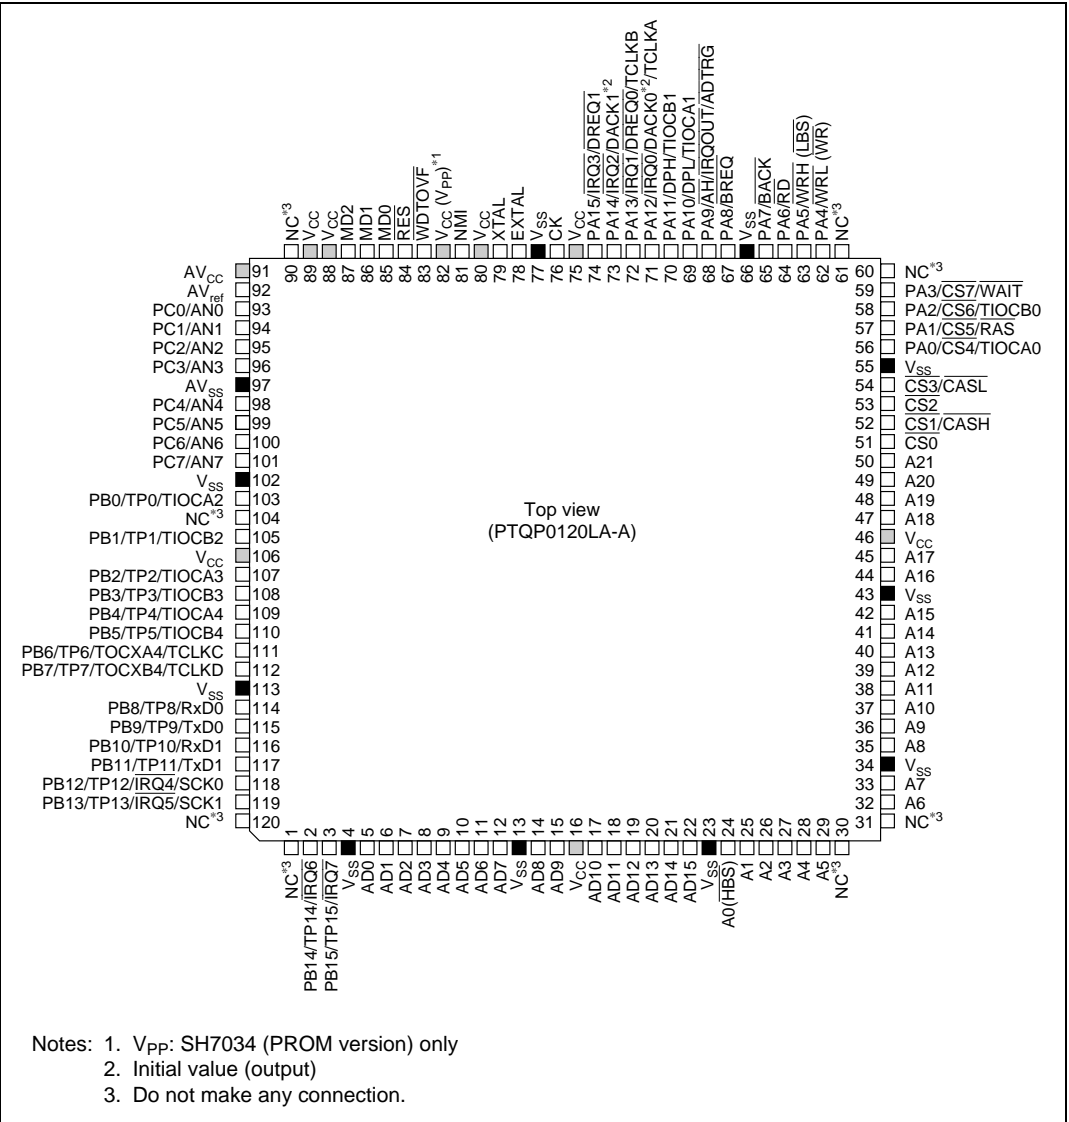 NC*3
VCC
VCC
MD2
MD1
MD0
RES
WDTOVF
VCC (VPP)*1
NMI
VCC
XTAL
EXTAL
VSS
CK
VCC
PA15/IRQ3/DREQ1
PA14/IRQ2/DACK1*2
PA13/IRQ1/DREQ0/TCLKB
PA12/IRQ0/DACK0*2/TCLKA
PA11/DPH/TIOCB1
PA10/DPL/TIOCA1
PA9/AH/IRQOUT/ADTRG
PA8/BREQ
VSS
PA7/BACK
PA6/RD
PA5/WRH (LBS)
PA4/WRL (WR)
NC*3
90
89
88
87
86
85
84
83
82
81
80
79
78
77
76
75
74
73
72
71
70
69
68
67
66
65
64
63
62
61
AVCC 91
AVref 92
PC0/AN0 93
PC1/AN1 94
PC2/AN2 95
PC3/AN3 96
AVSS 97
PC4/AN4 98
PC5/AN5 99
PC6/AN6 100
PC7/AN7 101
VSS 102
PB0/TP0/TIOCA2 103
NC*3 104
PB1/TP1/TIOCB2 105
VCC 106
PB2/TP2/TIOCA3 107
PB3/TP3/TIOCB3 108
PB4/TP4/TIOCA4 109
PB5/TP5/TIOCB4 110
PB6/TP6/TOCXA4/TCLKC 111
PB7/TP7/TOCXB4/TCLKD 112
VSS 113
PB8/TP8/RxD0 114
PB9/TP9/TxD0 115
PB10/TP10/RxD1 116
PB11/TP11/TxD1 117
PB12/TP12/IRQ4/SCK0 118
PB13/TP13/IRQ5/SCK1 119
NC*3 120
Top view
(PTQP0120LA-A)
60 NC*3
59 PA3/CS7/WAIT
58 PA2/CS6/TIOCB0
57 PA1/CS5/RAS
56 PA0/CS4/TIOCA0
55 VSS
54 CS3/CASL
53 CS2
52 CS1/CASH
51 CS0
50 A21
49 A20
48 A19
47 A18
46 VCC
45 A17
44 A16
43 VSS
42 A15
41 A14
40 A13
39 A12
38 A11
37 A10
36 A9
35 A8
34 VSS
33 A7
32 A6
31 NC*3
1
2
3
4
5
6
7
8
9
10
11
12
13
14
15
16
17
18
19
20
21
22
23
24
25
26
27
28
29
30
NC*3
PB14/TP14/IRQ6
PB15/TP15/IRQ7
VSS
AD0
AD1
AD2
AD3
AD4
AD5
AD6
AD7
VSS
AD8
AD9
VCC
AD10
AD11
AD12
AD13
AD14
AD15
VSS
A0(HBS)
A1
A2
A3
A4
A5
NC*3
Notes: 1. VPP: SH7034 (PROM version) only
2. Initial value (output)
3. Do not make any connection.